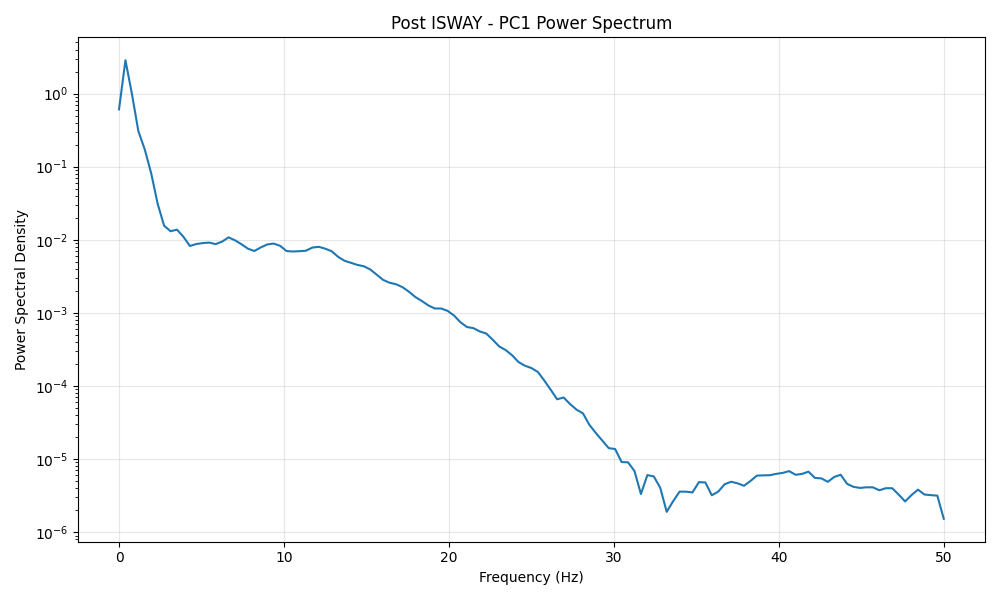 Post ISWAY - PC1 Power Spectrum
Power Spectral Density
10⁰
10⁻¹
10⁻²
10⁻³
10⁻⁴
10⁻⁵
10⁻⁶
0 10 20 30 40 50
Frequency (Hz)